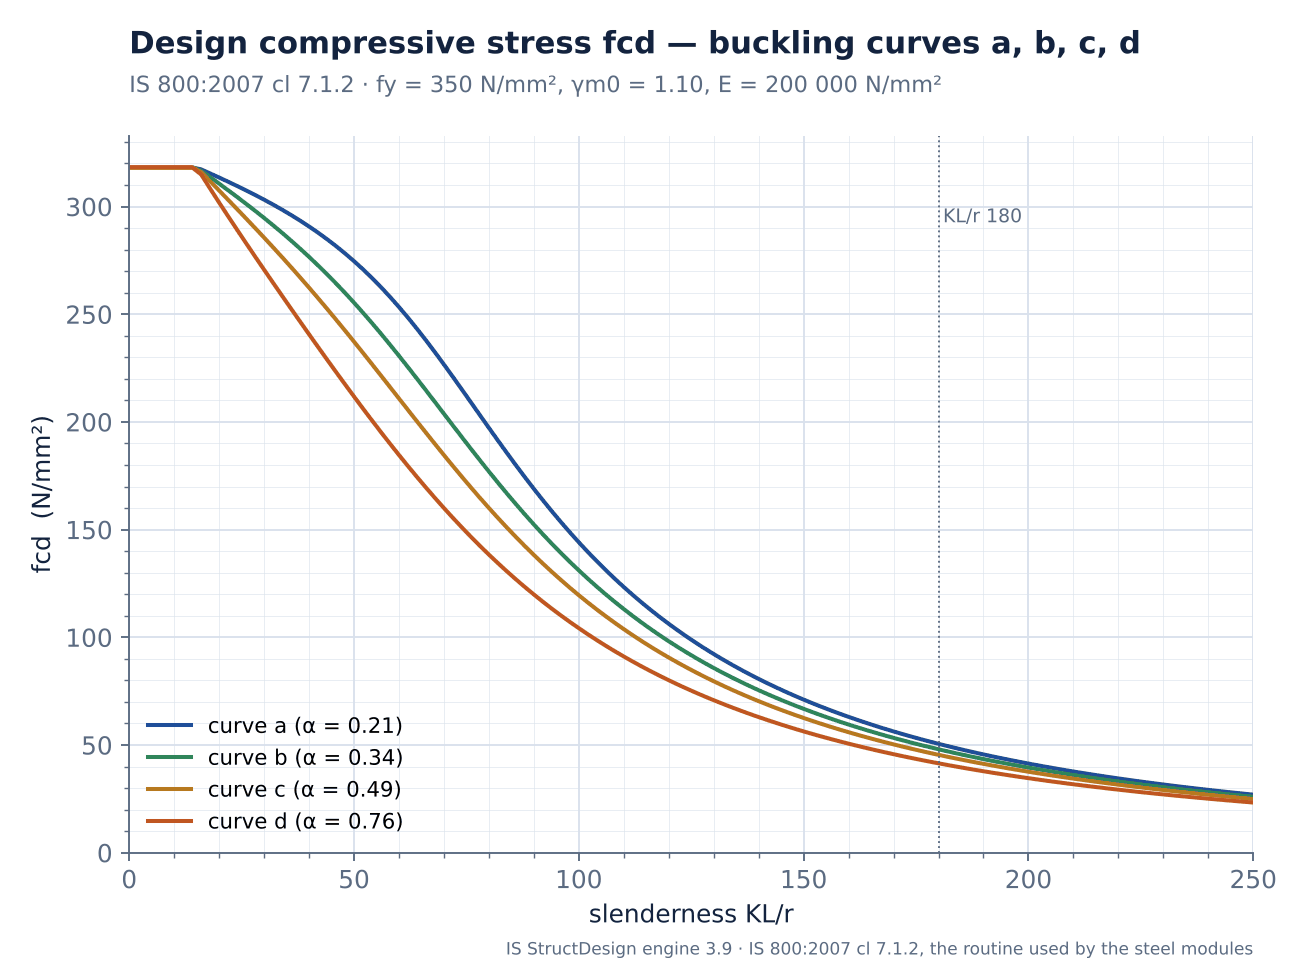 Design compressive stress fcd — buckling curves a, b, c, d
IS 800:2007 cl 7.1.2 · fy = 350 N/mm², γm0 = 1.10, E = 200 000 N/mm²
300
250
200
150
100
50
0
fcd (N/mm²)
KL/r 180
curve a (α = 0.21)
curve b (α = 0.34)
curve c (α = 0.49)
curve d (α = 0.76)
0 50 100 150 200 250
slenderness KL/r
IS StructDesign engine 3.9 · IS 800:2007 cl 7.1.2, the routine used by the steel modules